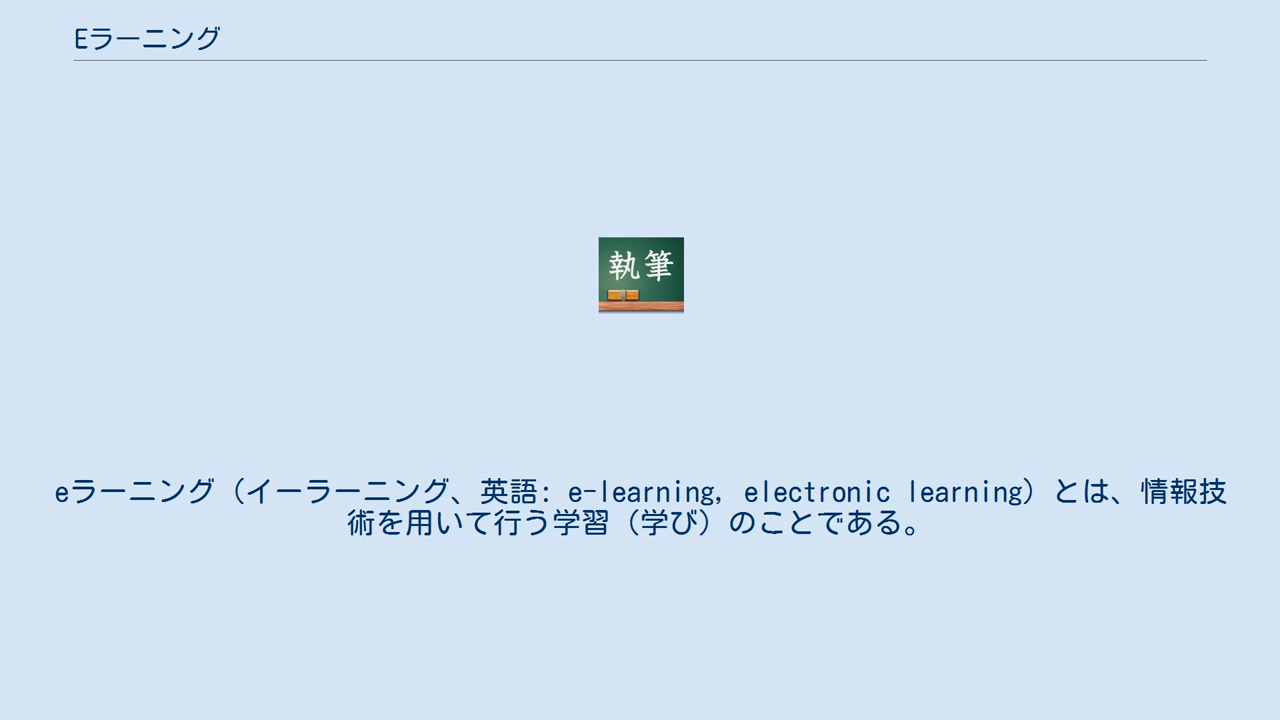 Eラーニング
執筆
eラーニング（イーラーニング、英語: e-learning, electronic learning）とは、情報技
術を用いて行う学習（学び）のことである。